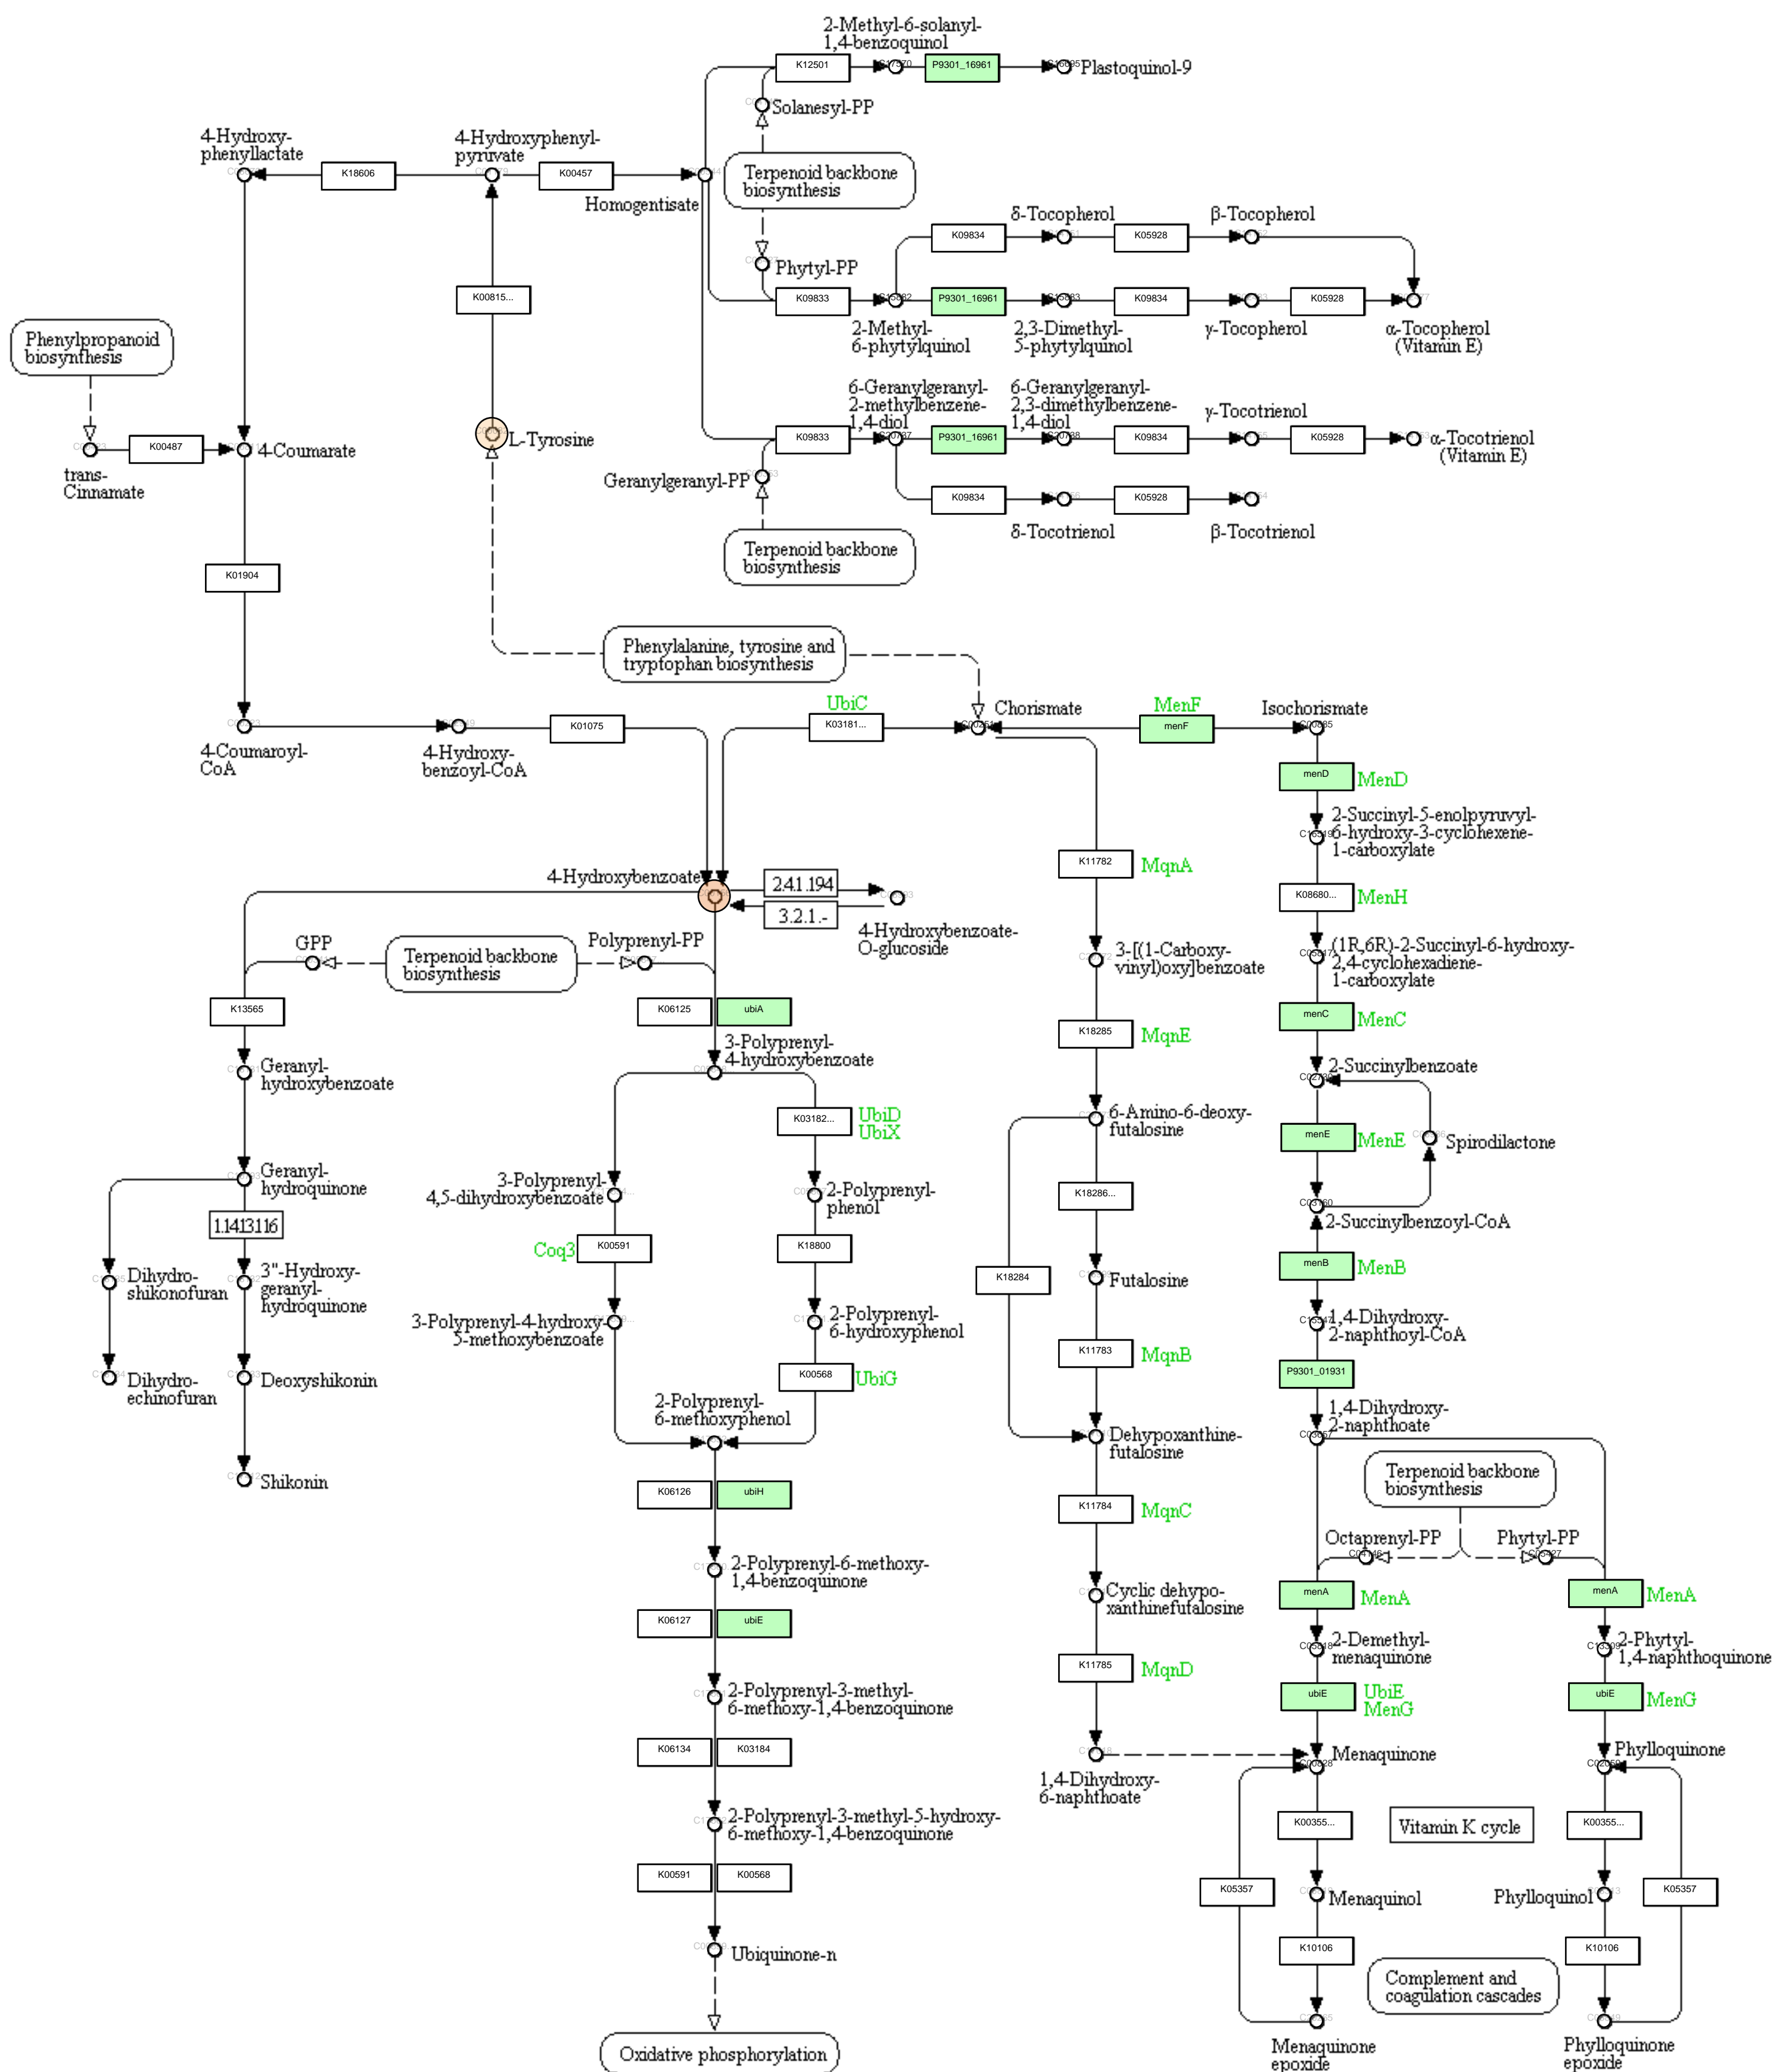 2-Methyl-6-solanyl-
1,4-benzoquinol
K12501
P9301_16961
Plastoquinol-9
Solanesyl-PP
4-Hydroxy-
phenyllactate
K18606
4-Hydroxyphenyl-
pyruvate
K00457
Homogentisate
Terpenoid backbone
biosynthesis
δ-Tocopherol
β-Tocopherol
K09834
K05928
Phytyl-PP
K00815...
K09833
P9301_16961
K09834
K05928
2-Methyl-
6-phytylquinol
2,3-Dimethyl-
5-phytylquinol
γ-Tocopherol
α-Tocopherol
(Vitamin E)
Phenylpropanoid
biosynthesis
6-Geranylgeranyl-
2-methylbenzene-
1,4-diol
6-Geranylgeranyl-
2,3-dimethylbenzene-
1,4-diol
γ-Tocotrienol
L-Tyrosine
K09833
P9301_16961
K09834
K05928
α-Tocotrienol
(Vitamin E)
K00487
4-Coumarate
trans-
Cinnamate
Geranylgeranyl-PP
K09834
K05928
δ-Tocotrienol
β-Tocotrienol
Terpenoid backbone
biosynthesis
K01904
Phenylalanine, tyrosine and
tryptophan biosynthesis
UbiC
K03181...
C00251
Chorismate
MenF
menF
Isochorismate
C00885
4-Coumaroyl-
CoA
4-Hydroxy-
benzoyl-CoA
K01075
menD
MenD
2-Succinyl-5-enolpyruvyl-
6-hydroxy-3-cyclohexene-
1-carboxylate
K11782
MqnA
4-Hydroxybenzoate
2.4.1.194
3.2.1.-
4-Hydroxybenzoate-
O-glucoside
K08680...
MenH
GPP
Terpenoid backbone
biosynthesis
Polyprenyl-PP
3-[(1-Carboxy-
vinyl)oxy]benzoate
(1R,6R)-2-Succinyl-6-hydroxy-
2,4-cyclohexadiene-
1-carboxylate
K13565
K06125
ubiA
K18285
MqnE
menC
MenC
3-Polyprenyl-
4-hydroxybenzoate
Geranyl-
hydroxybenzoate
2-Succinylbenzoate
K03182...
UbiD
UbiX
6-Amino-6-deoxy-
futalosine
menE
MenE
Spirodilactone
Geranyl-
hydroquinone
3-Polyprenyl-
4,5-dihydroxybenzoate
2-Polyprenyl-
phenol
K18286...
C03160
2-Succinylbenzoyl-CoA
1.14.13.116
Coq3
K00591
K18800
K18284
Futalosine
menB
MenB
Dihydro-
shikonofuran
3"-Hydroxy-
geranyl-
hydroquinone
3-Polyprenyl-4-hydroxy-
5-methoxybenzoate
2-Polyprenyl-
6-hydroxyphenol
1,4-Dihydroxy-
2-naphthoyl-CoA
K11783
MqnB
P9301_01931
K00568
UbiG
Dihydro-
echinofuran
Deoxyshikonin
2-Polyprenyl-
6-methoxyphenol
Dehypoxanthine-
futalosine
1,4-Dihydroxy-
2-naphthoate
C03657
Shikonin
Terpenoid backbone
biosynthesis
K06126
ubiH
K11784
MqnC
2-Polyprenyl-6-methoxy-
1,4-benzoquinone
Octaprenyl-PP
Phytyl-PP
Cyclic dehypo-
xanthinefutalosine
menA
MenA
menA
MenA
K06127
ubiE
2-Demethyl-
menaquinone
2-Phytyl-
1,4-naphthoquinone
K11785
MqnD
2-Polyprenyl-3-methyl-
6-methoxy-1,4-benzoquinone
ubiE
UbiE
MenG
ubiE
MenG
K06134
K03184
1,4-Dihydroxy-
6-naphthoate
Menaquinone
C00828
Phylloquinone
C02059
2-Polyprenyl-3-methyl-5-hydroxy-
6-methoxy-1,4-benzoquinone
K00355...
Vitamin K cycle
K00355...
K00591
K00568
K05357
Menaquinol
Phylloquinol
K05357
Ubiquinone-n
K10106
K10106
Complement and
coagulation cascades
Oxidative phosphorylation
Menaquinone
epoxide
Phylloquinone
epoxide